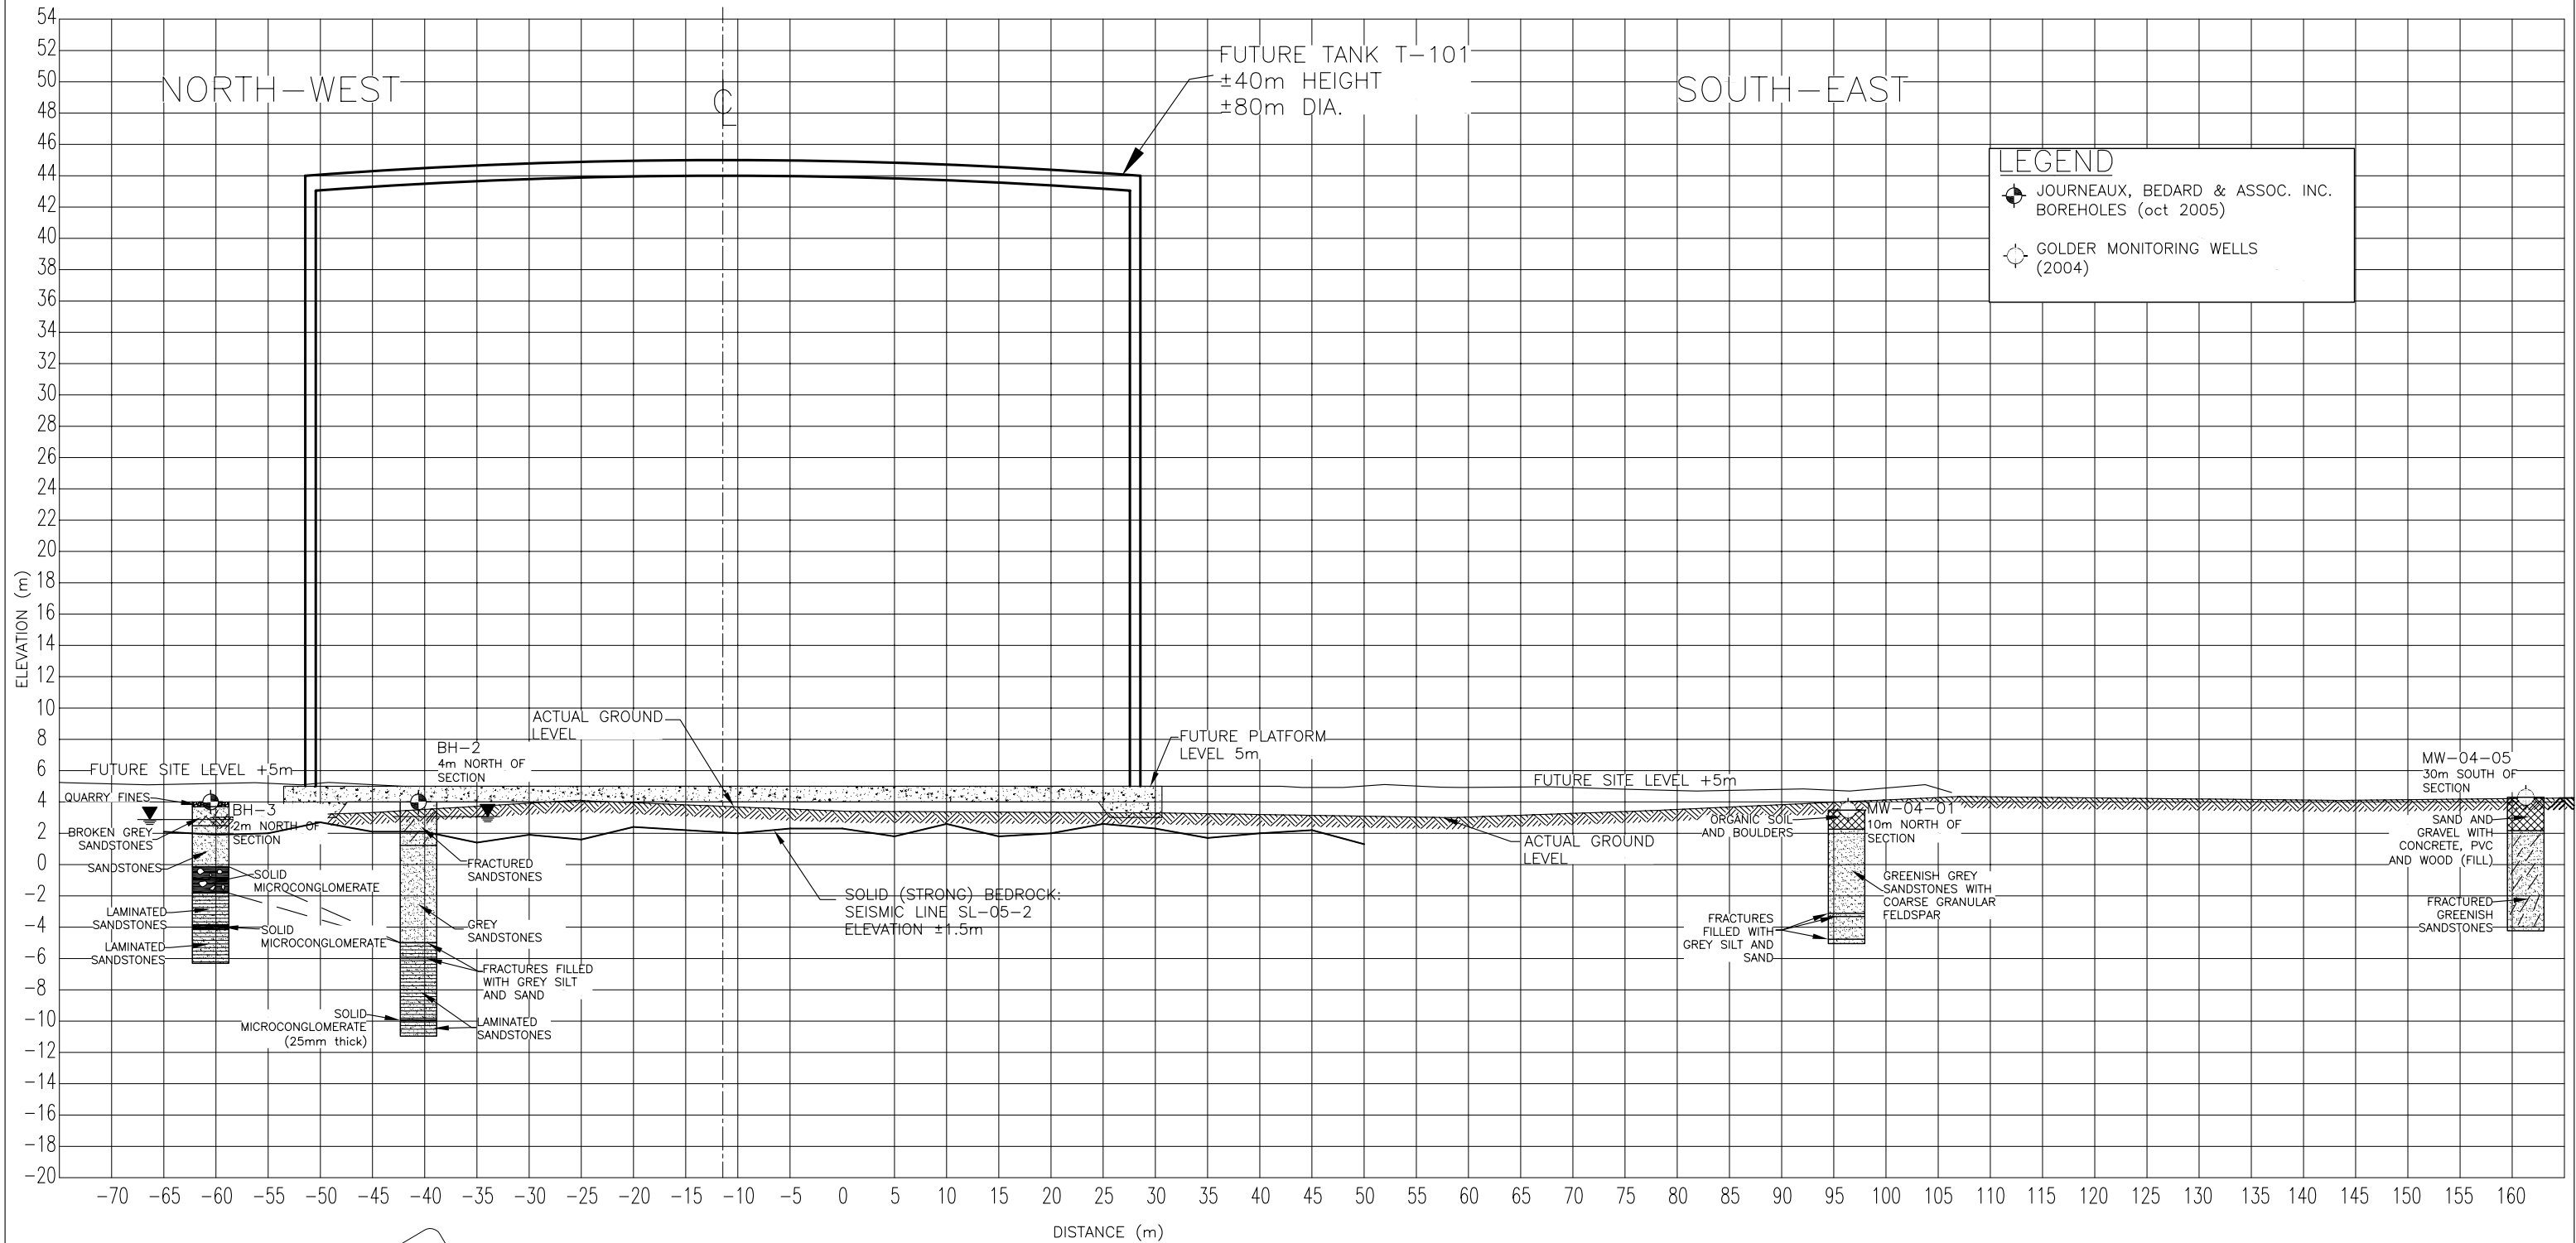 54
52
50
48
46
44
42
40
38
36
34
32
30
28
26
24
22
20
18
16
14
12
10
8
6
4
2
0
-2
-4
-6
-8
-10
-12
-14
-16
-18
-20
ELEVATION (m)
NORTH-WEST
CL
FUTURE TANK T-101
±40m HEIGHT
±80m DIA.
SOUTH-EAST
LEGEND
JOURNEAUX, BEDARD & ASSOC. INC.
BOREHOLES (oct 2005)
GOLDER MONITORING WELLS
(2004)
FUTURE SITE LEVEL +5m
QUARRY FINES
BH-3
2m NORTH OF
SECTION
BROKEN GREY
SANDSTONES
SANDSTONES
SOLID
MICROCONGLOMERATE
LAMINATED
SANDSTONES
SOLID
MICROCONGLOMERATE
LAMINATED
SANDSTONES
BH-2
4m NORTH OF
SECTION
ACTUAL GROUND
LEVEL
FRACTURED
SANDSTONES
GREY
SANDSTONES
FRACTURES FILLED
WITH GREY SILT
AND SAND
SOLID
MICROCONGLOMERATE
(25mm thick)
LAMINATED
SANDSTONES
SOLID (STRONG) BEDROCK:
SEISMIC LINE SL-05-2
ELEVATION ±1.5m
FUTURE PLATFORM
LEVEL 5m
FUTURE SITE LEVEL +5m
ACTUAL GROUND
LEVEL
ORGANIC SOIL
AND BOULDERS
MW-04-01
10m NORTH OF
SECTION
GREENISH GREY
SANDSTONES WITH
COARSE GRANULAR
FELDSPAR
FRACTURES
FILLED WITH
GREY SILT AND
SAND
MW-04-05
30m SOUTH OF
SECTION
SAND AND
GRAVEL WITH
CONCRETE, PVC
AND WOOD (FILL)
FRACTURED
GREENISH
SANDSTONES
-70 -65 -60 -55 -50 -45 -40 -35 -30 -25 -20 -15 -10 -5 0 5 10 15 20 25 30 35 40 45 50 55 60 65 70 75 80 85 90 95 100 105 110 115 120 125 130 135 140 145 150 155 160
DISTANCE (m)